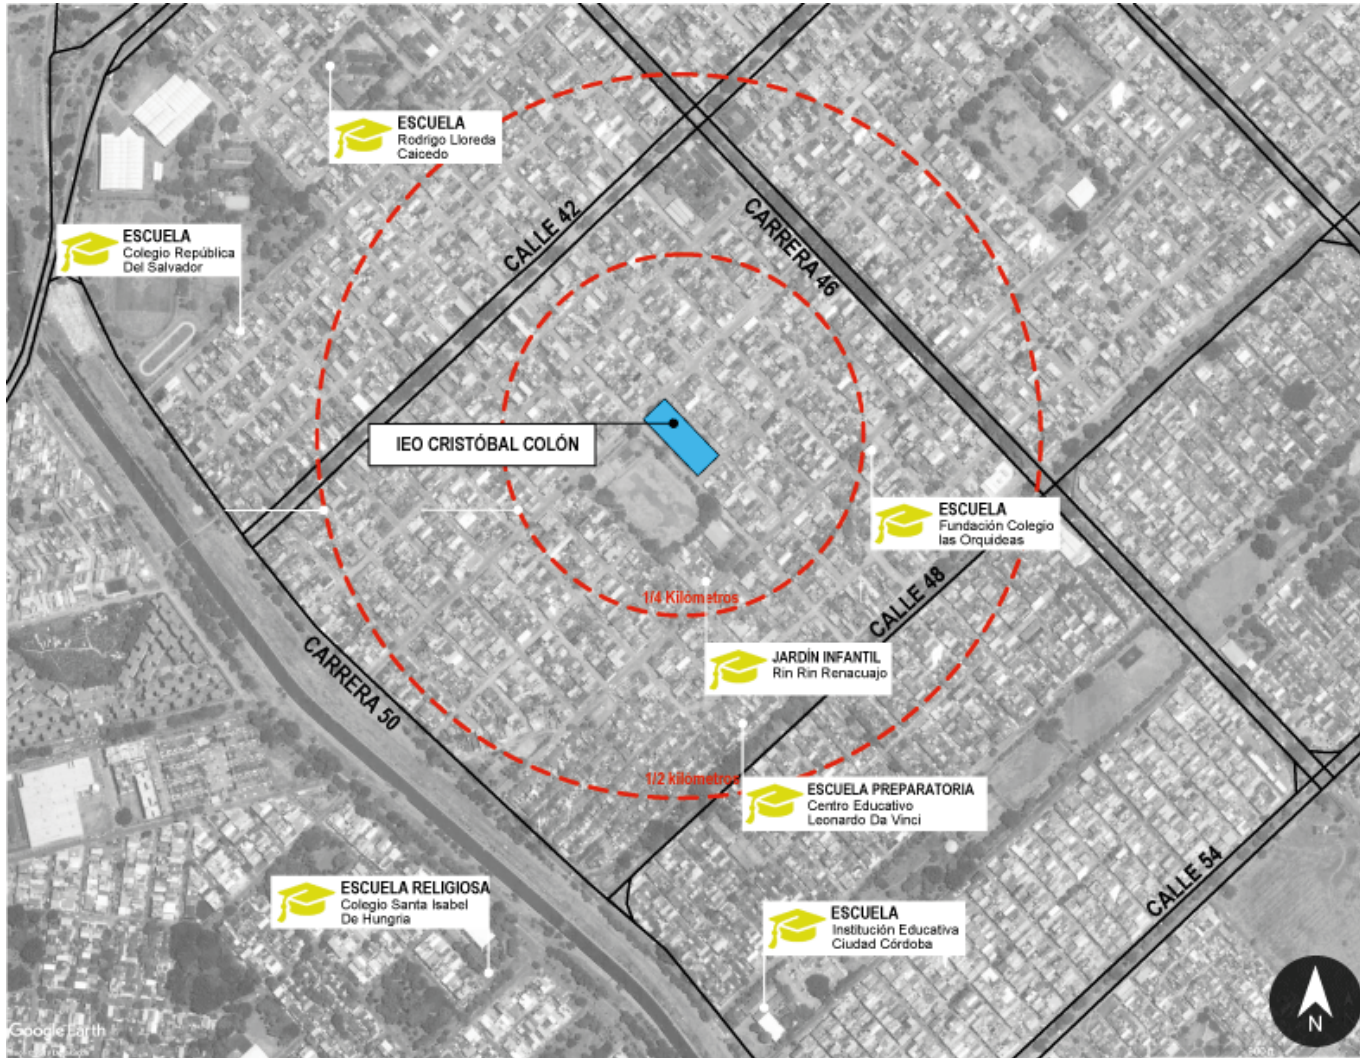 ESCUELA
Rodrigo Lloreda
Caicedo
ESCUELA
Colegio República
Del Salvador
CALLE 42
CARRERA 46
IEO CRISTÓBAL COLÓN
ESCUELA
Fundación Colegio
las Orquideas
1/4 Kilometros
CALLE 48
JARDÍN INFANTIL
Rin Rin Renacuajo
CARRERA 50
1/2 kilometros
ESCUELA PREPARATORIA
Centro Educativo
Leonardo Da Vinci
ESCUELA RELIGIOSA
Colegio Santa Isabel
De Hungria
CALLE 54
ESCUELA
Institución Educativa
Ciudad Córdoba
N
Google Earth